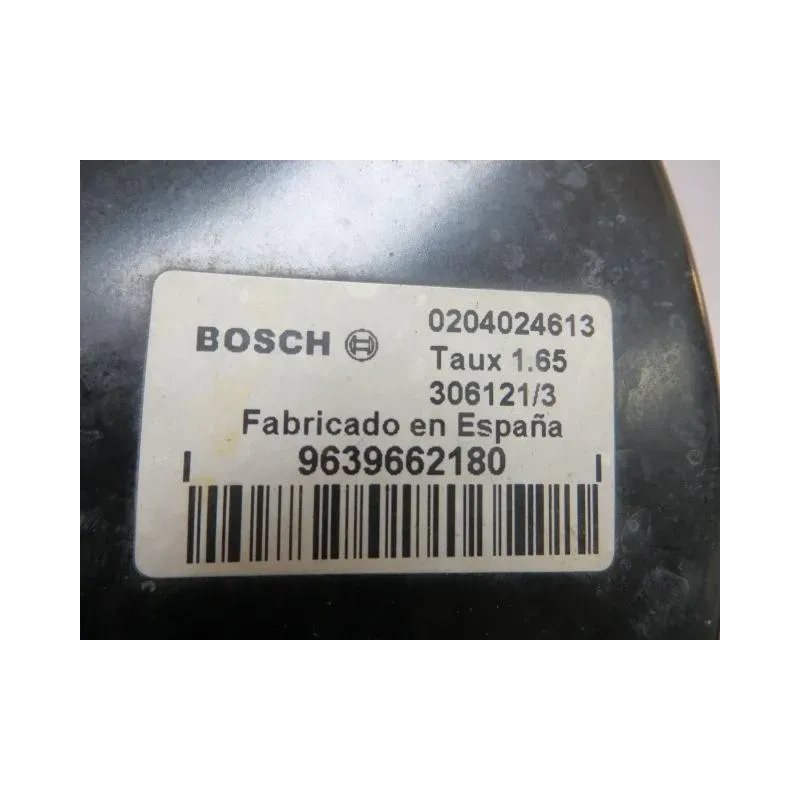 BOSCH
0204024613
Taux 1.65
306121/3
Fabricado en España
9639662180